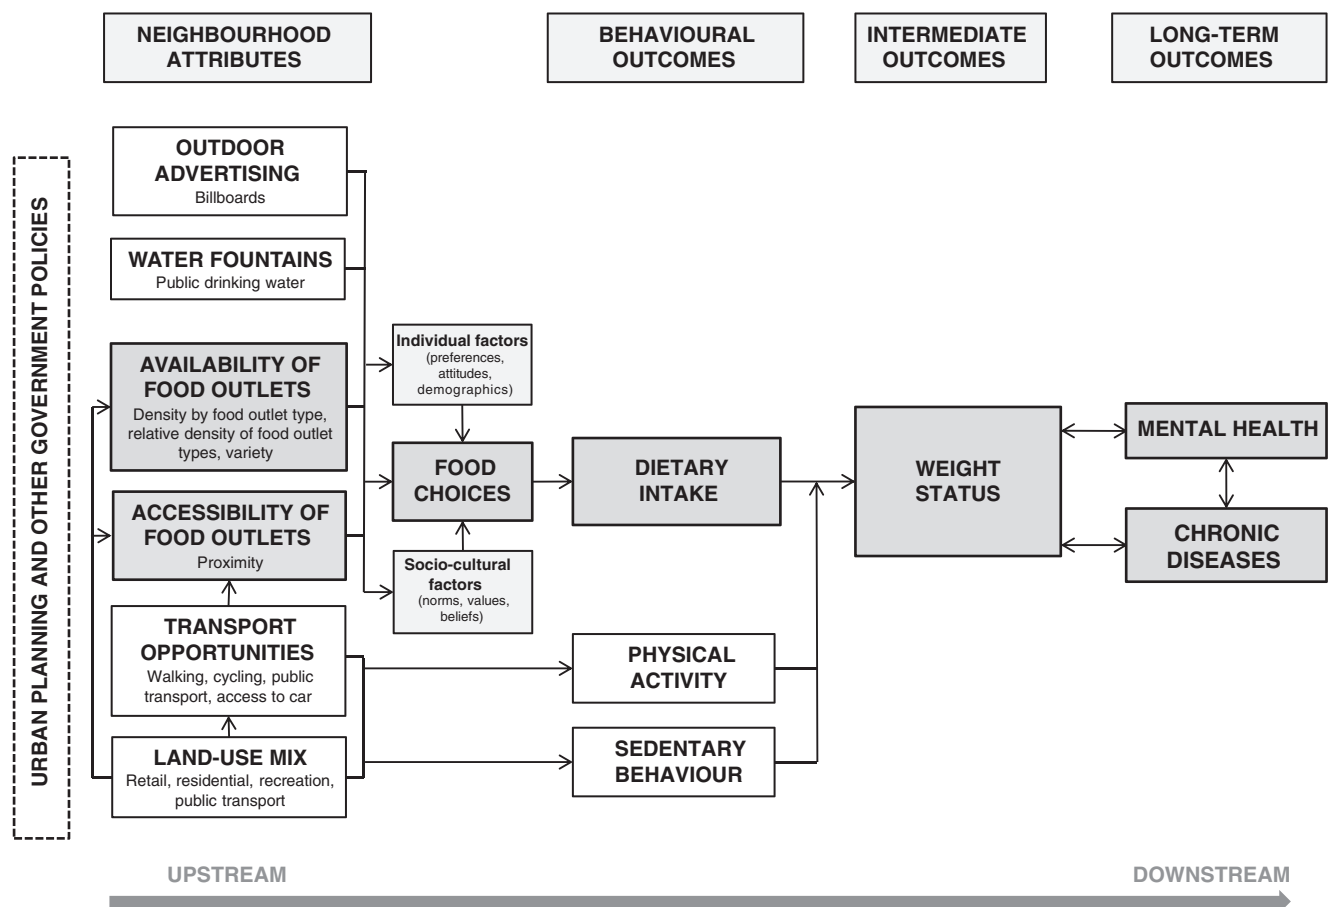 NEIGHBOURHOOD
ATTRIBUTES
BEHAVIOURAL
OUTCOMES
INTERMEDIATE
OUTCOMES
LONG-TERM
OUTCOMES
URBAN PLANNING AND OTHER GOVERNMENT POLICIES
OUTDOOR
ADVERTISING
Billboards
WATER FOUNTAINS
Public drinking water
AVAILABILITY OF
FOOD OUTLETS
Density by food outlet type,
relative density of food outlet
types, variety
ACCESSIBILITY OF
FOOD OUTLETS
Proximity
TRANSPORT
OPPORTUNITIES
Walking, cycling, public
transport, access to car
LAND-USE MIX
Retail, residential, recreation,
public transport
Individual factors
(preferences,
attitudes,
demographics)
FOOD
CHOICES
Socio-cultural
factors
(norms, values,
beliefs)
DIETARY
INTAKE
PHYSICAL
ACTIVITY
SEDENTARY
BEHAVIOUR
WEIGHT
STATUS
MENTAL HEALTH
CHRONIC
DISEASES
UPSTREAM
DOWNSTREAM